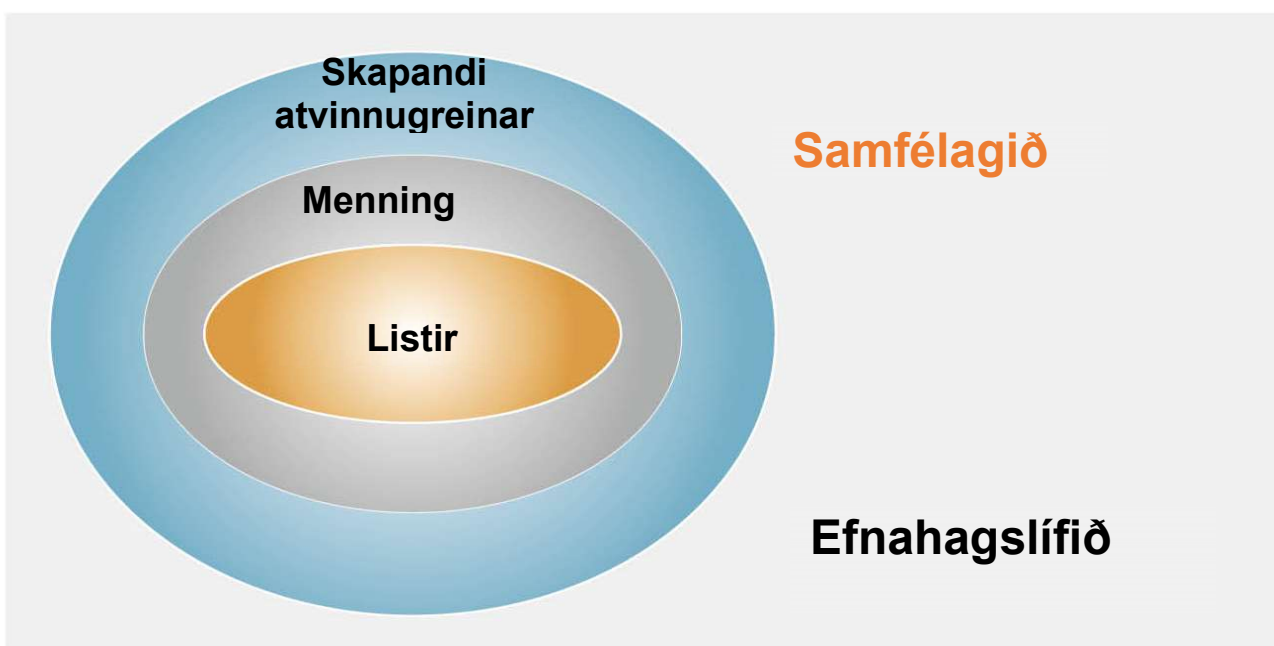 Skapandi
atvinnugreinar
Samfélagið
Menning
Listir
Efnahagslífið